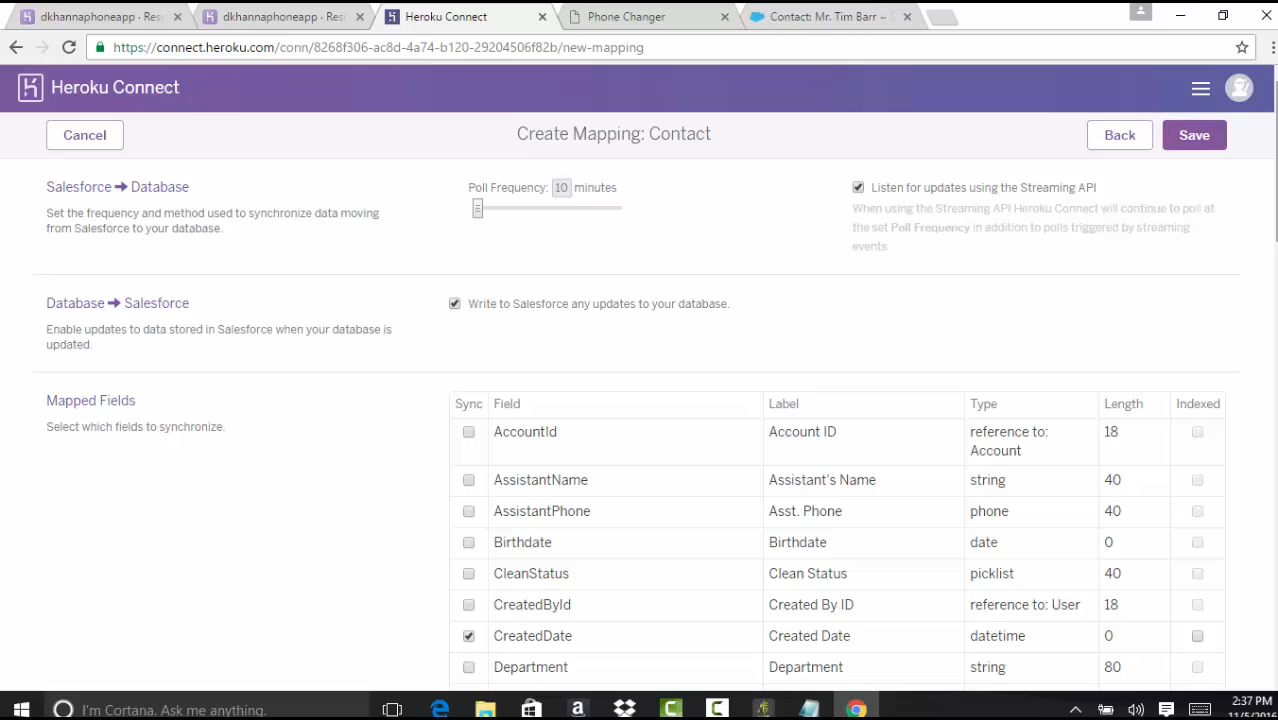 dkhannaphoneapp · Res
dkhannaphoneapp · Res
Heroku Connect
Phone Changer
Contact: Mr. Tim Barr ~
https://connect.heroku.com/conn/8268f306-ac8d-4a74-b120-29204506f82b/new-mapping
Heroku Connect
Cancel
Create Mapping: Contact
Back
Save
Salesforce ➔ Database
Set the frequency and method used to synchronize data moving
from Salesforce to your database.
Poll Frequency: 10 minutes
Listen for updates using the Streaming API
When using the Streaming API Heroku Connect will continue to poll at
the set Poll Frequency in addition to polls triggered by streaming
events
Database ➔ Salesforce
Enable updates to data stored in Salesforce when your database is
updated.
Write to Salesforce any updates to your database.
Mapped Fields
Select which fields to synchronize.
Sync Field Label Type Length Indexed
AccountId Account ID reference to: 18
Account
AssistantName Assistant's Name string 40
AssistantPhone Asst. Phone phone 40
Birthdate Birthdate date 0
CleanStatus Clean Status picklist 40
CreatedById Created By ID reference to: User 18
CreatedDate Created Date datetime 0
Department Department string 80
I'm Cortana. Ask me anything.
2:37 PM
11/5/2016